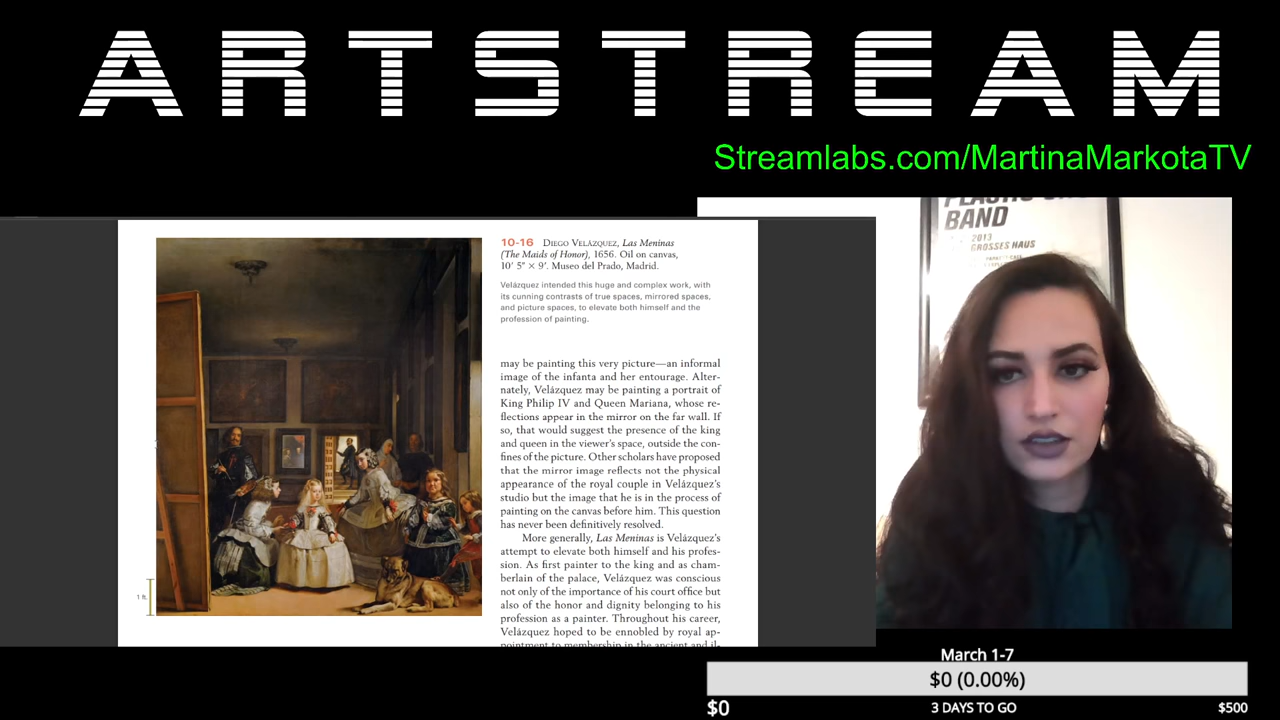 ARTSTREAM
Streamlabs.com/MartinaMarkotaTV
BAND
2013
GROSSES HAUS
10-16 Diego Velázquez, Las Meninas
(The Maids of Honor), 1656. Oil on canvas,
10' 5" × 9'. Museo del Prado, Madrid.
Velázquez intended this huge and complex work, with
its cunning contrasts of true spaces, mirrored spaces,
and picture spaces, to elevate both himself and the
profession of painting.
may be painting this very picture—an informal
image of the infanta and her entourage. Alter-
nately, Velázquez may be painting a portrait of
King Philip IV and Queen Mariana, whose re-
flections appear in the mirror on the far wall. If
so, that would suggest the presence of the king
and queen in the viewer's space, outside the con-
fines of the picture. Other scholars have proposed
that the mirror image reflects not the physical
appearance of the royal couple in Velázquez's
studio but the image that he is in the process of
painting on the canvas before him. This question
has never been definitively resolved.
More generally, Las Meninas is Velázquez's
attempt to elevate both himself and his profes-
sion. As first painter to the king and as cham-
berlain of the palace, Velázquez was conscious
not only of the importance of his court office but
also of the honor and dignity belonging to his
profession as a painter. Throughout his career,
Velázquez hoped to be ennobled by royal ap-
pointment to membership in the ancient and il-
1 ft.
March 1-7
$0 (0.00%)
$0 3 DAYS TO GO $500